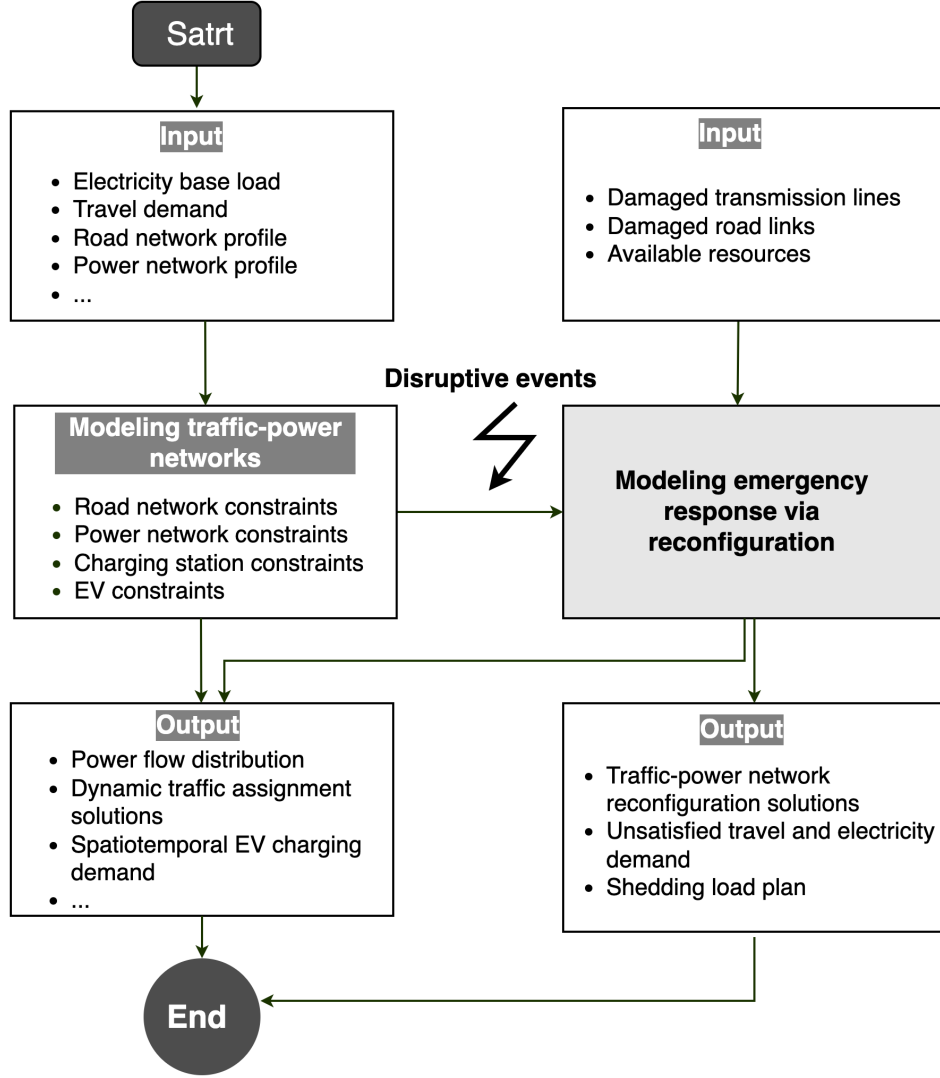 Satrt
Input
• Electricity base load
• Travel demand
• Road network profile
• Power network profile
• ...
Input
• Damaged transmission lines
• Damaged road links
• Available resources
Disruptive events
Modeling traffic-power
networks
• Road network constraints
• Power network constraints
• Charging station constraints
• EV constraints
Modeling emergency
response via
reconfiguration
Output
• Power flow distribution
• Dynamic traffic assignment
solutions
• Spatiotemporal EV charging
demand
• ...
Output
• Traffic-power network
reconfiguration solutions
• Unsatisfied travel and electricity
demand
• Shedding load plan
End